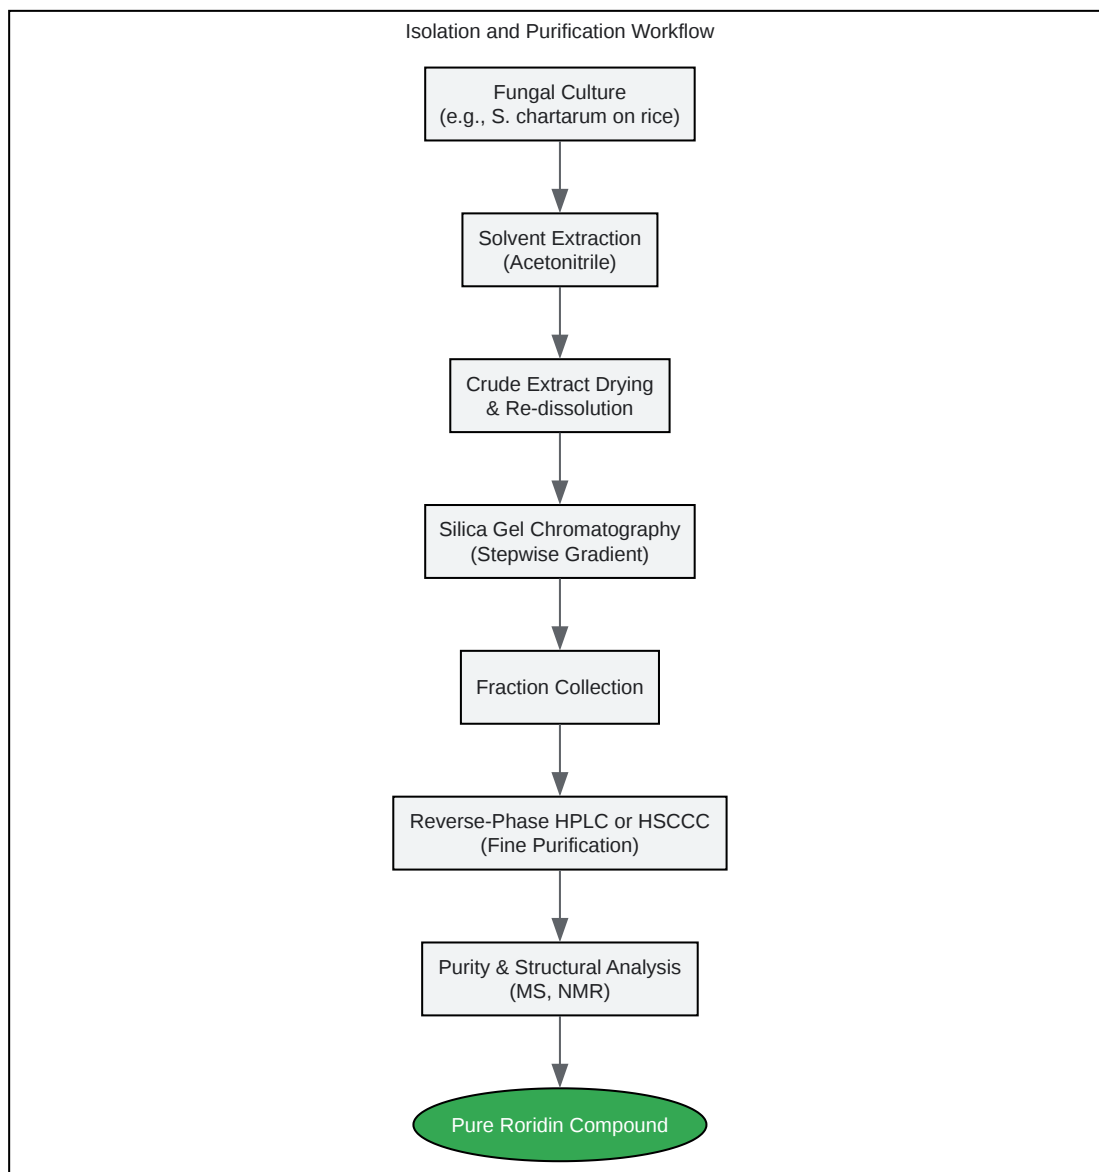 Isolation and Purification Workflow
Fungal Culture
(e.g., S. chartarum on rice)
Solvent Extraction
(Acetonitrile)
Crude Extract Drying
& Re-dissolution
Silica Gel Chromatography
(Stepwise Gradient)
Fraction Collection
Reverse-Phase HPLC or HSCCC
(Fine Purification)
Purity & Structural Analysis
(MS, NMR)
Pure Roridin Compound